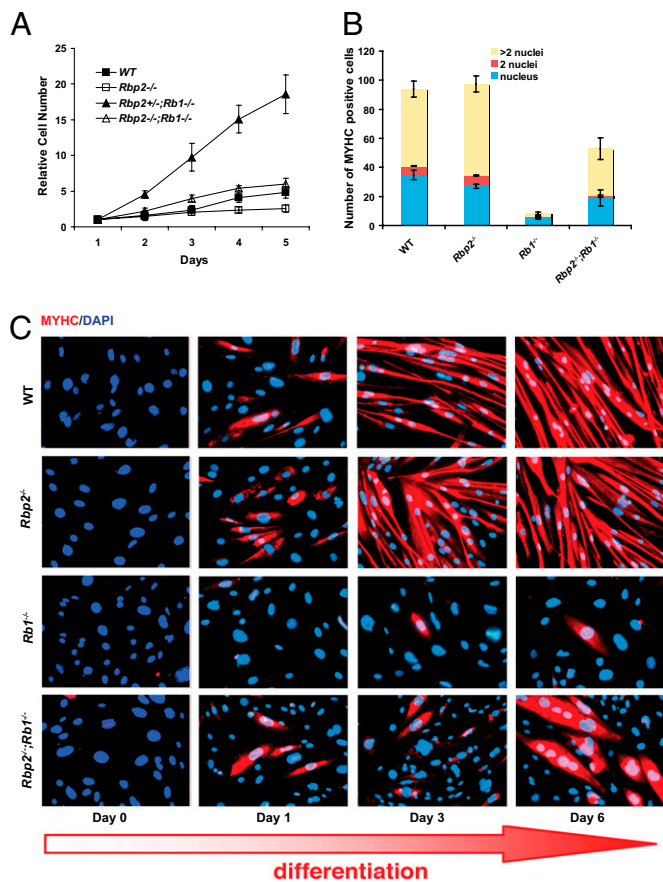 A
Relative Cell Number
25
20
15
10
5
0
WT
Rbp2-/-
Rbp2+/-;Rb1-/-
Rbp2-/-;Rb1-/-
1 2 3 4 5
Days
B
Number of MYHC positive cells
120
100
80
60
40
20
0
>2 nuclei
2 nuclei
nucleus
WT
Rbp2-/-
Rb1-/-
Rbp2-/-;Rb1-/-
C
MYHC/DAPI
WT
Rbp2-/-
Rb1-/-
Rbp2-/-;Rb1-/-
Day 0 Day 1 Day 3 Day 6
differentiation